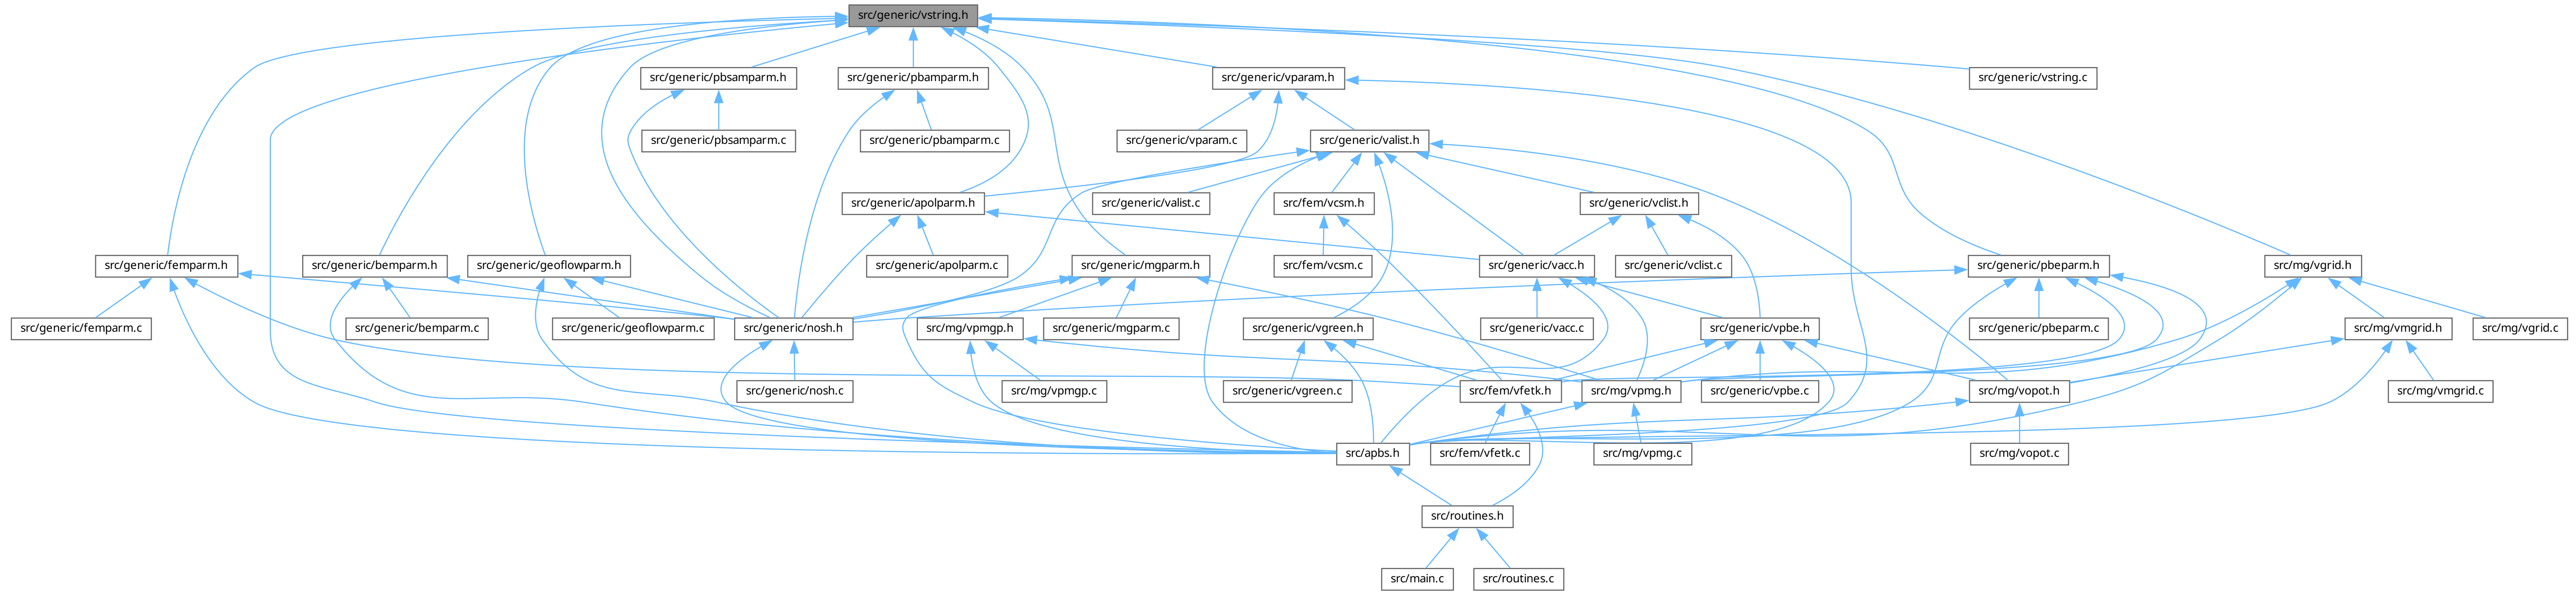 src/generic/vstring.h
src/generic/pbsamparm.h
src/generic/pbamparm.h
src/generic/vparam.h
src/generic/vstring.c
src/generic/pbsamparm.c
src/generic/pbamparm.c
src/generic/vparam.c
src/generic/valist.h
src/generic/apolparm.h
src/generic/valist.c
src/fem/vcsm.h
src/generic/vclist.h
src/generic/femparm.h
src/generic/bemparm.h
src/generic/geoflowparm.h
src/generic/apolparm.c
src/generic/mgparm.h
src/fem/vcsm.c
src/generic/vacc.h
src/generic/vclist.c
src/generic/pbeparm.h
src/mg/vgrid.h
src/generic/femparm.c
src/generic/bemparm.c
src/generic/geoflowparm.c
src/generic/nosh.h
src/mg/vpmgp.h
src/generic/mgparm.c
src/generic/vgreen.h
src/generic/vacc.c
src/generic/vpbe.h
src/generic/pbeparm.c
src/mg/vmgrid.h
src/mg/vgrid.c
src/generic/nosh.c
src/mg/vpmgp.c
src/generic/vgreen.c
src/fem/vfetk.h
src/mg/vpmg.h
src/generic/vpbe.c
src/mg/vopot.h
src/mg/vmgrid.c
src/apbs.h
src/fem/vfetk.c
src/mg/vpmg.c
src/mg/vopot.c
src/routines.h
src/main.c
src/routines.c